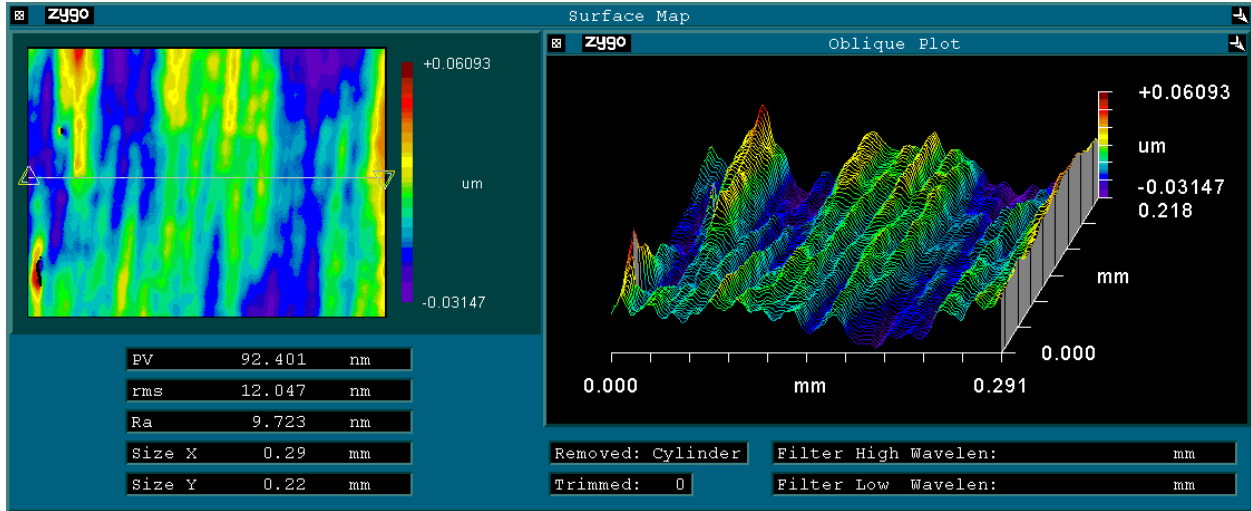 zygo Surface Map
+0.06093
um
-0.03147
zygo Oblique Plot
+0.06093
um
-0.03147
0.218
mm
0.000
0.000 mm 0.291
PV 92.401 nm
rms 12.047 nm
Ra 9.723 nm
Size X 0.29 mm
Size Y 0.22 mm
Removed: Cylinder
Trimmed: 0
Filter High Wavelen: mm
Filter Low Wavelen: mm